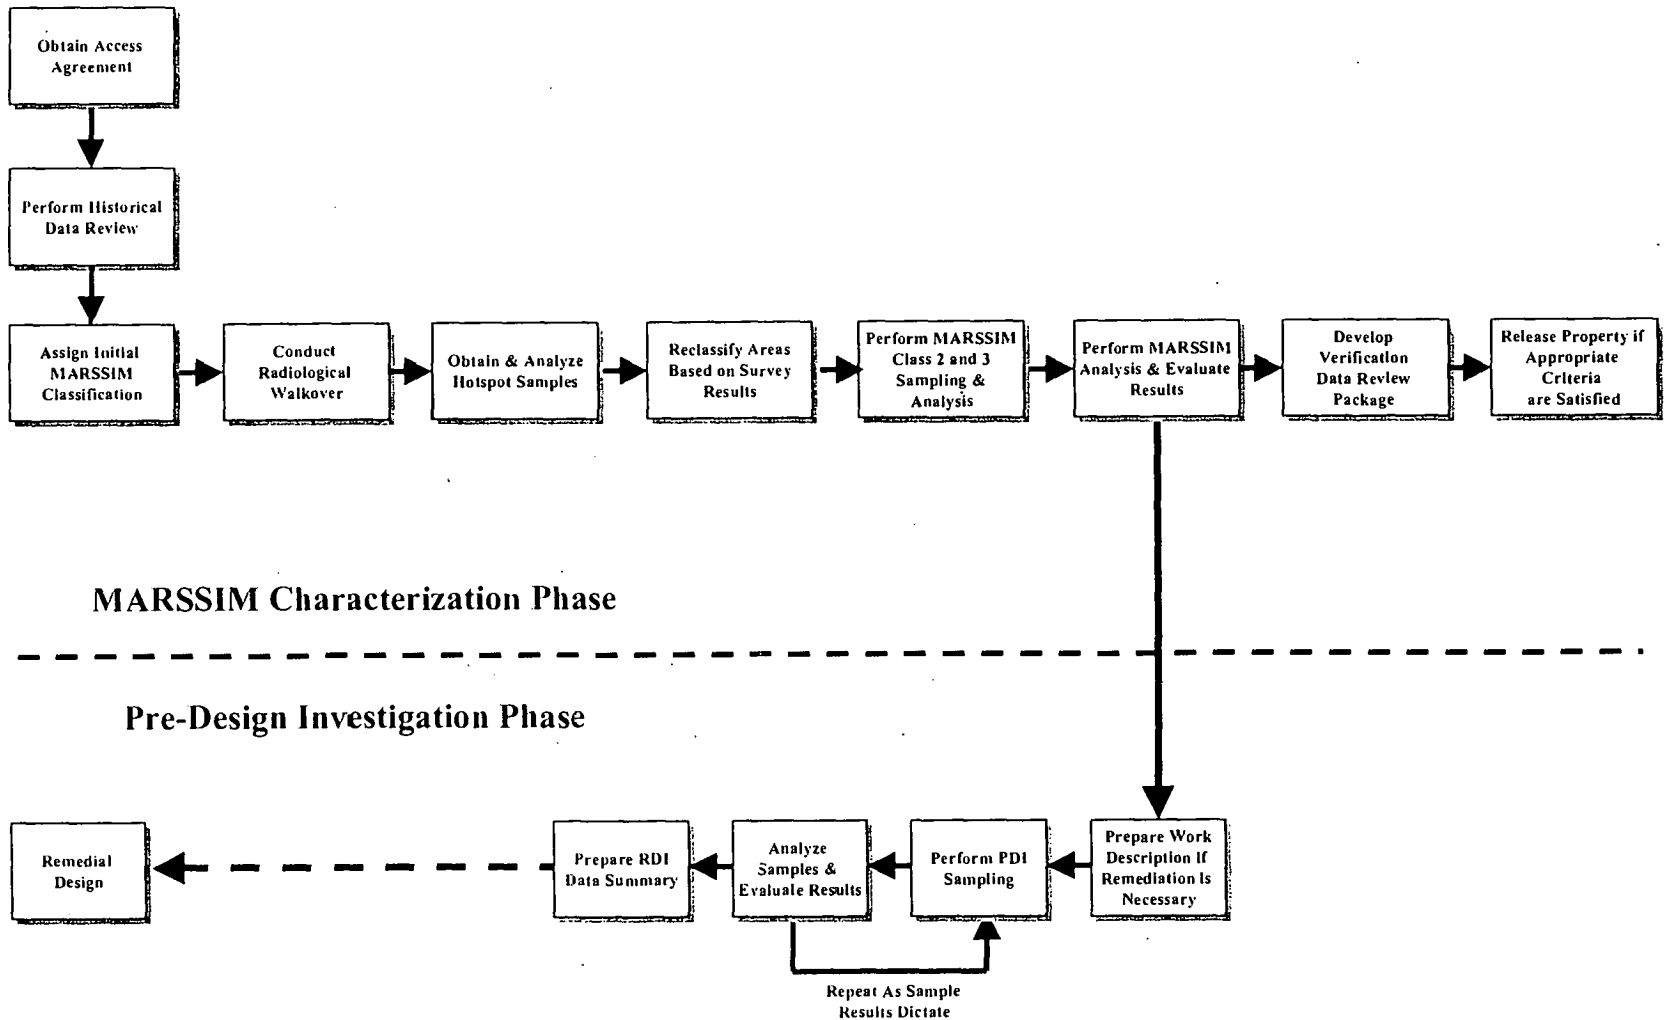 Obtain Access
Agreement
Perform Historical
Data Review
Assign Initial
MARSSIM
Classification
Conduct
Radiological
Walkover
Obtain & Analyze
Hotspot Samples
Reclassify Areas
Based on Survey
Results
Perform MARSSIM
Class 2 and 3
Sampling &
Analysis
Perform MARSSIM
Analysis & Evaluate
Results
Develop
Verification
Data Review
Package
Release Property if
Appropriate
Criteria
are Satisfied
MARSSIM Characterization Phase
Pre-Design Investigation Phase
Remedial
Design
Prepare RDI
Data Summary
Analyze
Samples &
Evaluate Results
Perform PDI
Sampling
Prepare Work
Description If
Remediation Is
Necessary
Repeat As Sample
Results Dictate